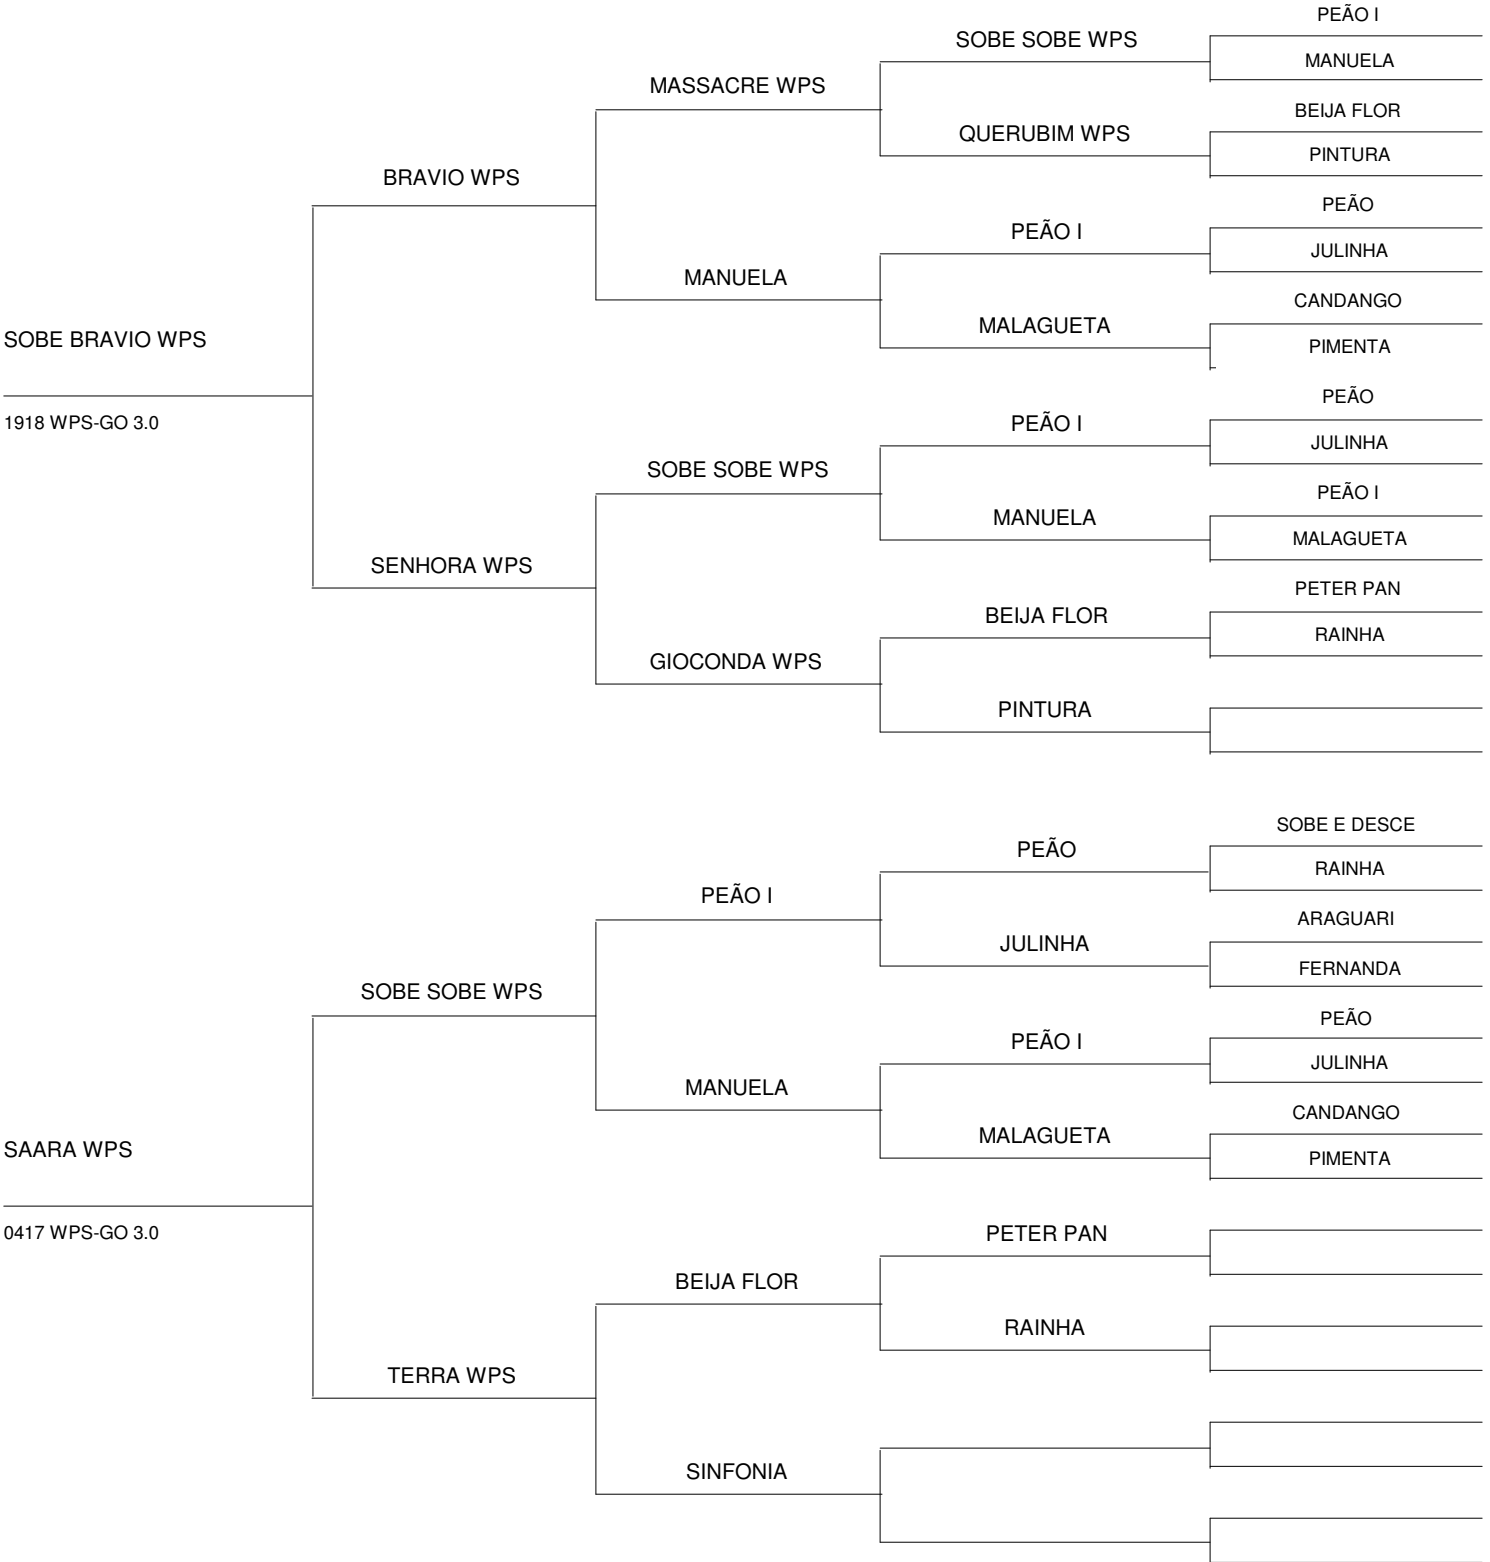 PEÃO I
SOBE SOBE WPS
MANUELA
MASSACRE WPS
BEIJA FLOR
QUERUBIM WPS
PINTURA
BRAVIO WPS
PEÃO
PEÃO I
JULINHA
MANUELA
CANDANGO
MALAGUETA
PIMENTA
SOBE BRAVIO WPS
1918 WPS-GO 3.0
PEÃO
PEÃO I
JULINHA
SOBE SOBE WPS
PEÃO I
MANUELA
MALAGUETA
SENHORA WPS
PETER PAN
BEIJA FLOR
RAINHA
GIOCONDA WPS
PINTURA
SOBE E DESCE
PEÃO
RAINHA
PEÃO I
ARAGUARI
JULINHA
FERNANDA
SOBE SOBE WPS
PEÃO
PEÃO I
JULINHA
MANUELA
CANDANGO
MALAGUETA
PIMENTA
SAARA WPS
0417 WPS-GO 3.0
PETER PAN
BEIJA FLOR
RAINHA
TERRA WPS
SINFONIA